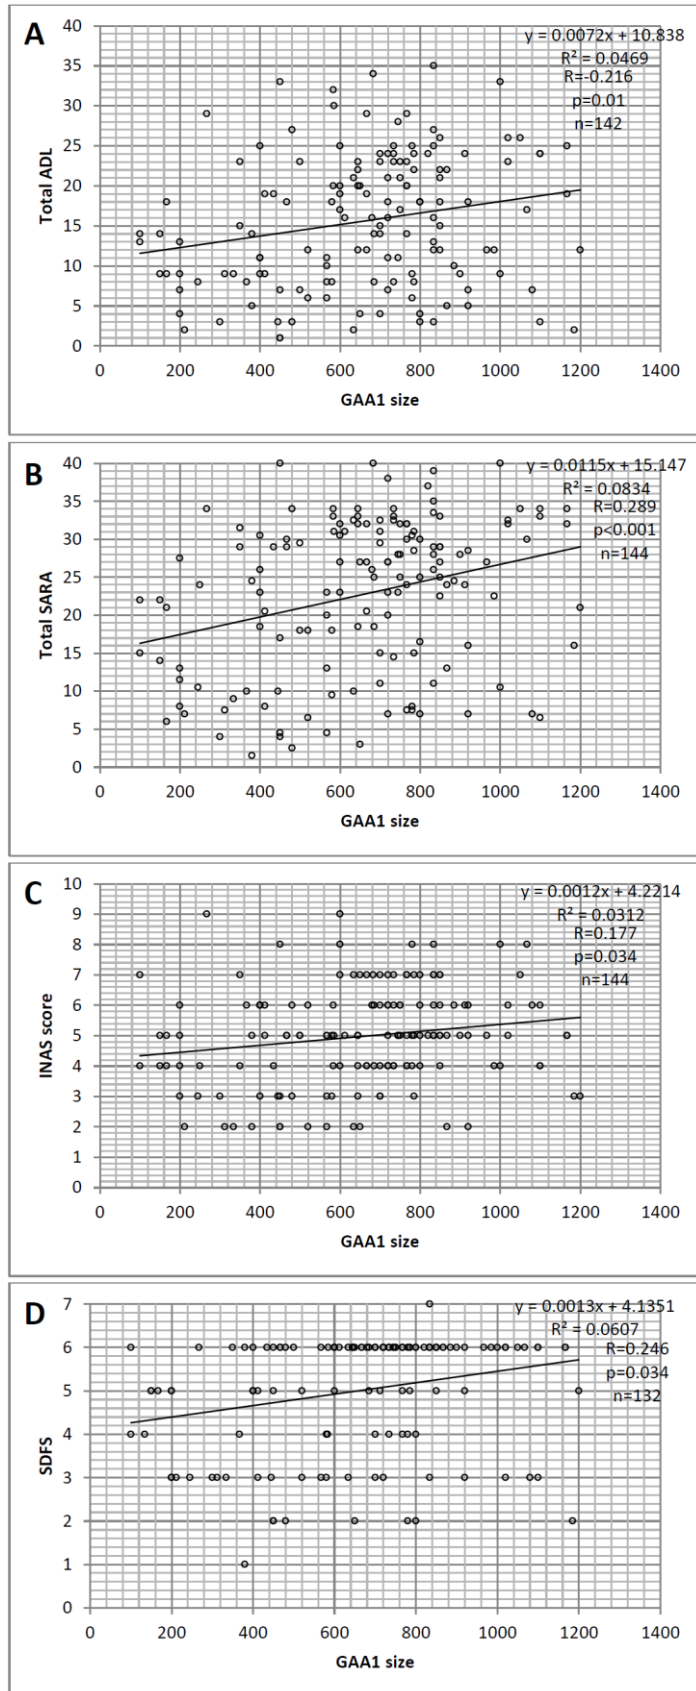 A
y = 0.0072x + 10.838
R² = 0.0469
R=-0.216
p=0.01
n=142
40
35
30
25
20
15
10
5
0
Total ADL
0 200 400 600 800 1000 1200 1400
GAA1 size
B
y = 0.0115x + 15.147
R² = 0.0834
R=0.289
p<0.001
n=144
40
35
30
25
20
15
10
5
0
Total SARA
0 200 400 600 800 1000 1200 1400
GAA1 size
C
y = 0.0012x + 4.2214
R² = 0.0312
R=0.177
p=0.034
n=144
10
9
8
7
6
5
4
3
2
1
0
INAS score
0 200 400 600 800 1000 1200 1400
GAA1 size
D
y = 0.0013x + 4.1351
R² = 0.0607
R=0.246
p=0.034
n=132
7
6
5
4
3
2
1
0
SDFS
0 200 400 600 800 1000 1200 1400
GAA1 size